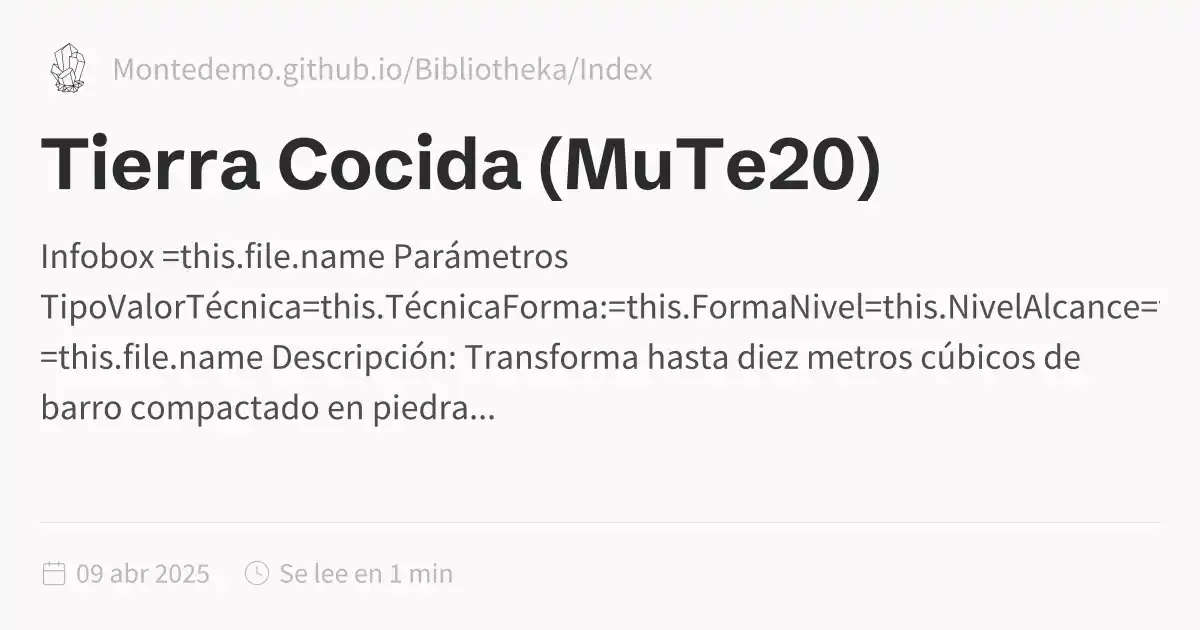 Montedemo.github.io/Bibliotheka/Index
Tierra Cocida (MuTe20)
Infobox =this.file.name Parámetros
TipoValorTécnica=this.TécnicaForma:=this.FormaNivel=this.NivelAlcance=
=this.file.name Descripción: Transforma hasta diez metros cúbicos de
barro compactado en piedra...
09 abr 2025
Se lee en 1 min